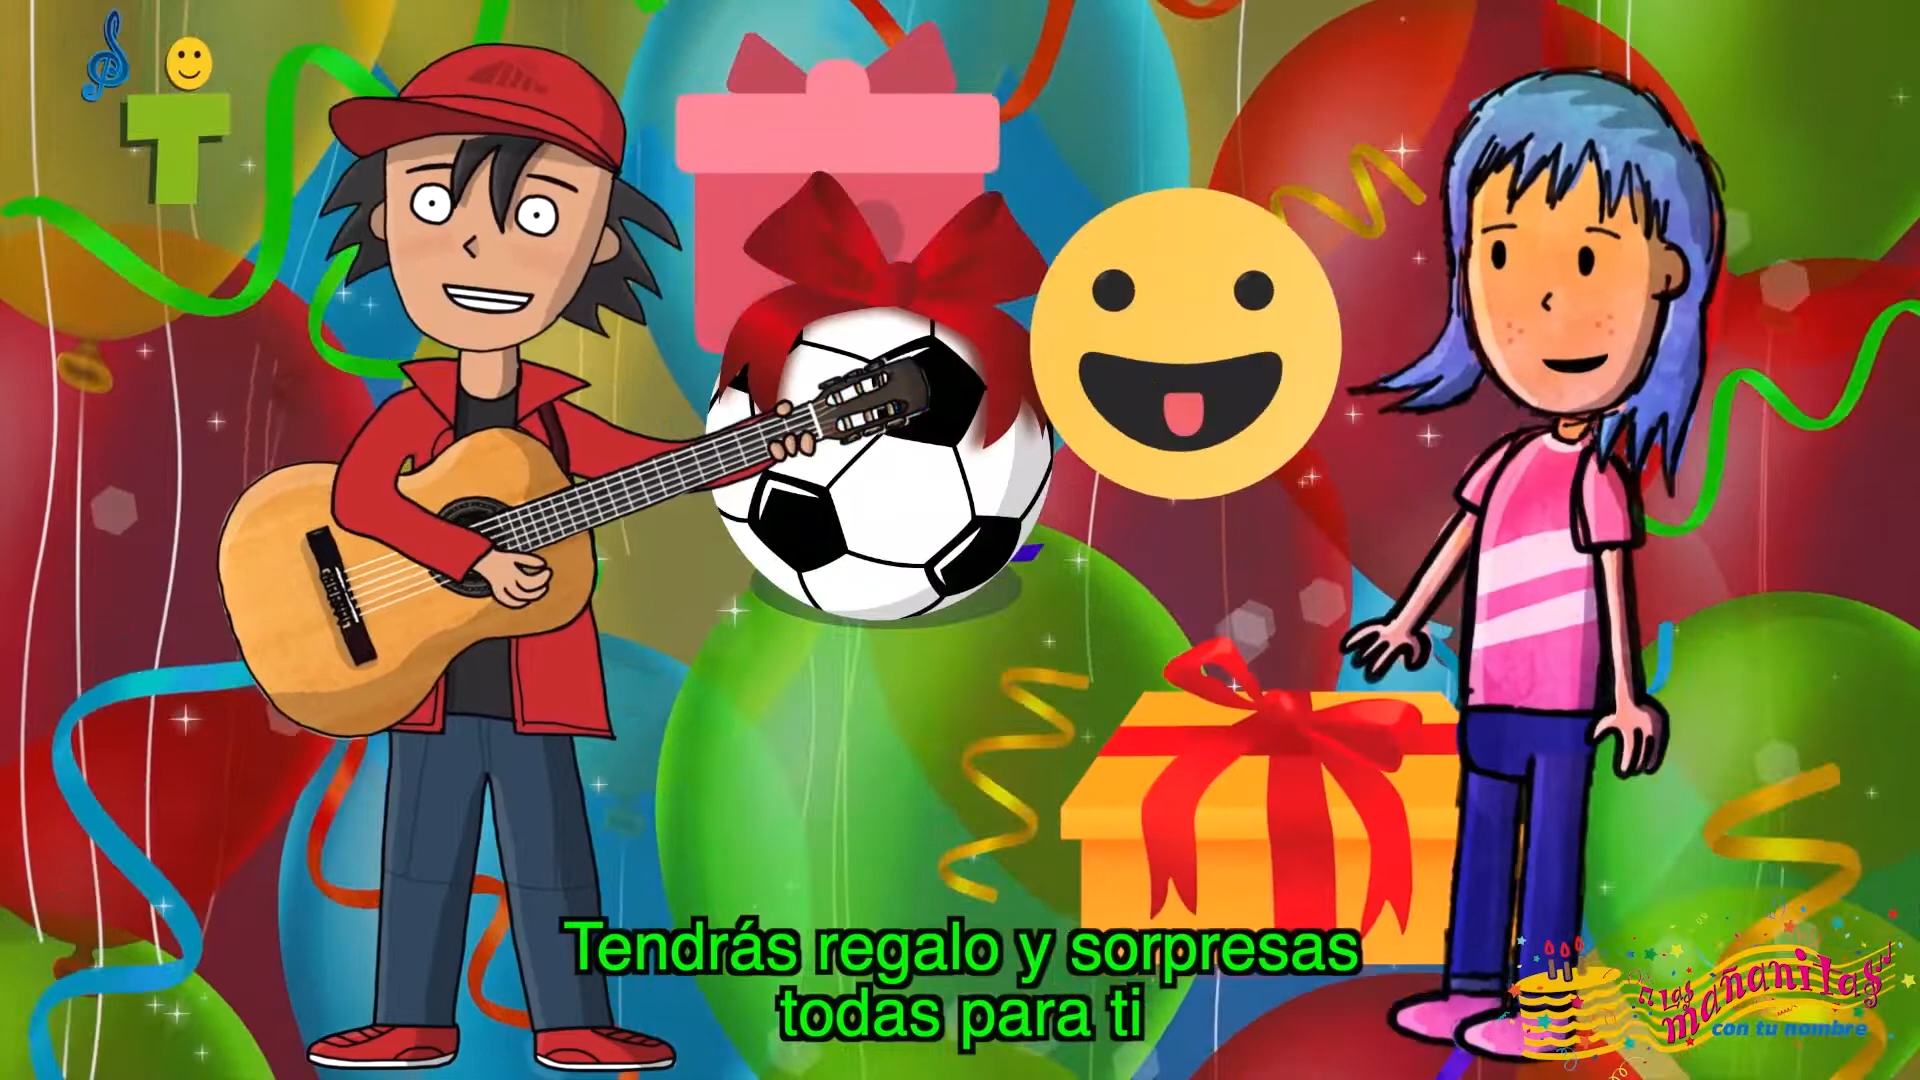 T
Tendrás regalo y sorpresas
todas para ti
las
mañanitas
con tu nombre